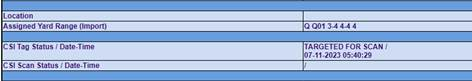 Location
Assigned Yard Range (Import) Q Q01 3-4 4-4 4
CSI Tag Status / Date-Time TARGETED FOR SCAN /
07-11-2023 05:40:29
CSI Scan Status / Date-Time /